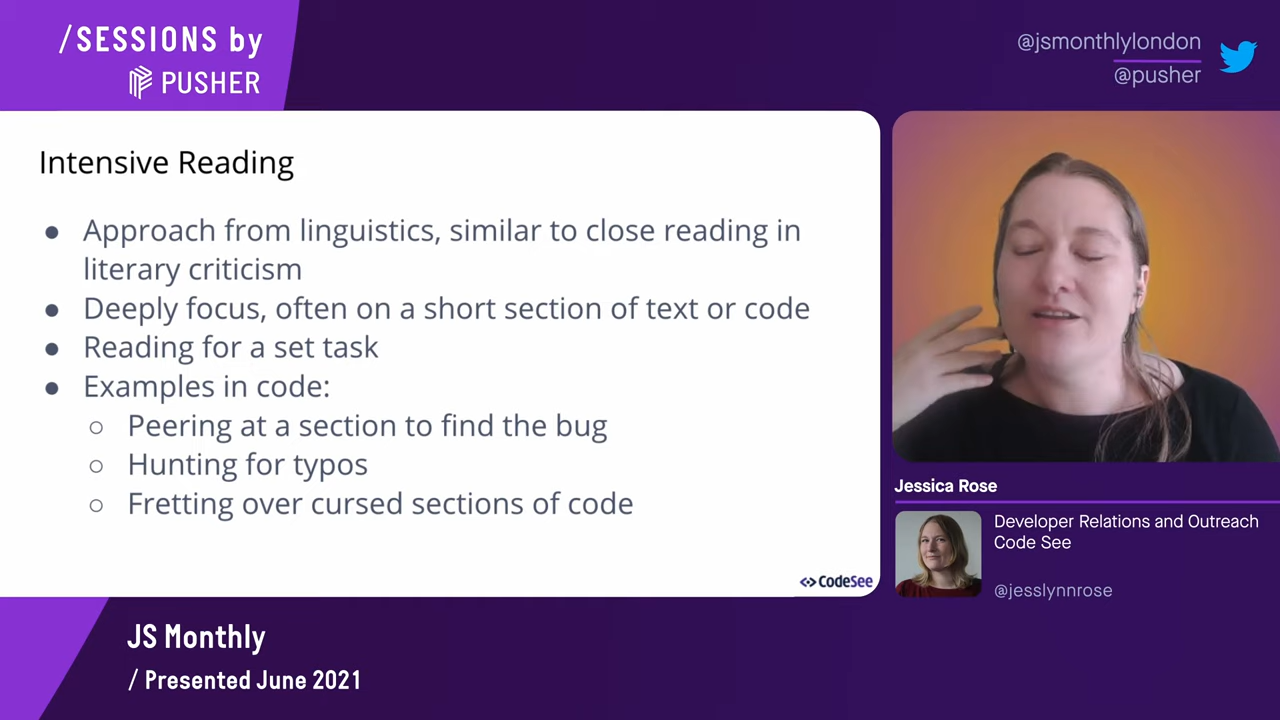 /SESSIONS by
PUSHER
@jsmonthlylondon
@pusher
Intensive Reading
● Approach from linguistics, similar to close reading in
literary criticism
● Deeply focus, often on a short section of text or code
● Reading for a set task
● Examples in code:
○ Peering at a section to find the bug
○ Hunting for typos
○ Fretting over cursed sections of code
CodeSee
Jessica Rose
Developer Relations and Outreach
Code See
@jesslynnrose
JS Monthly
/ Presented June 2021